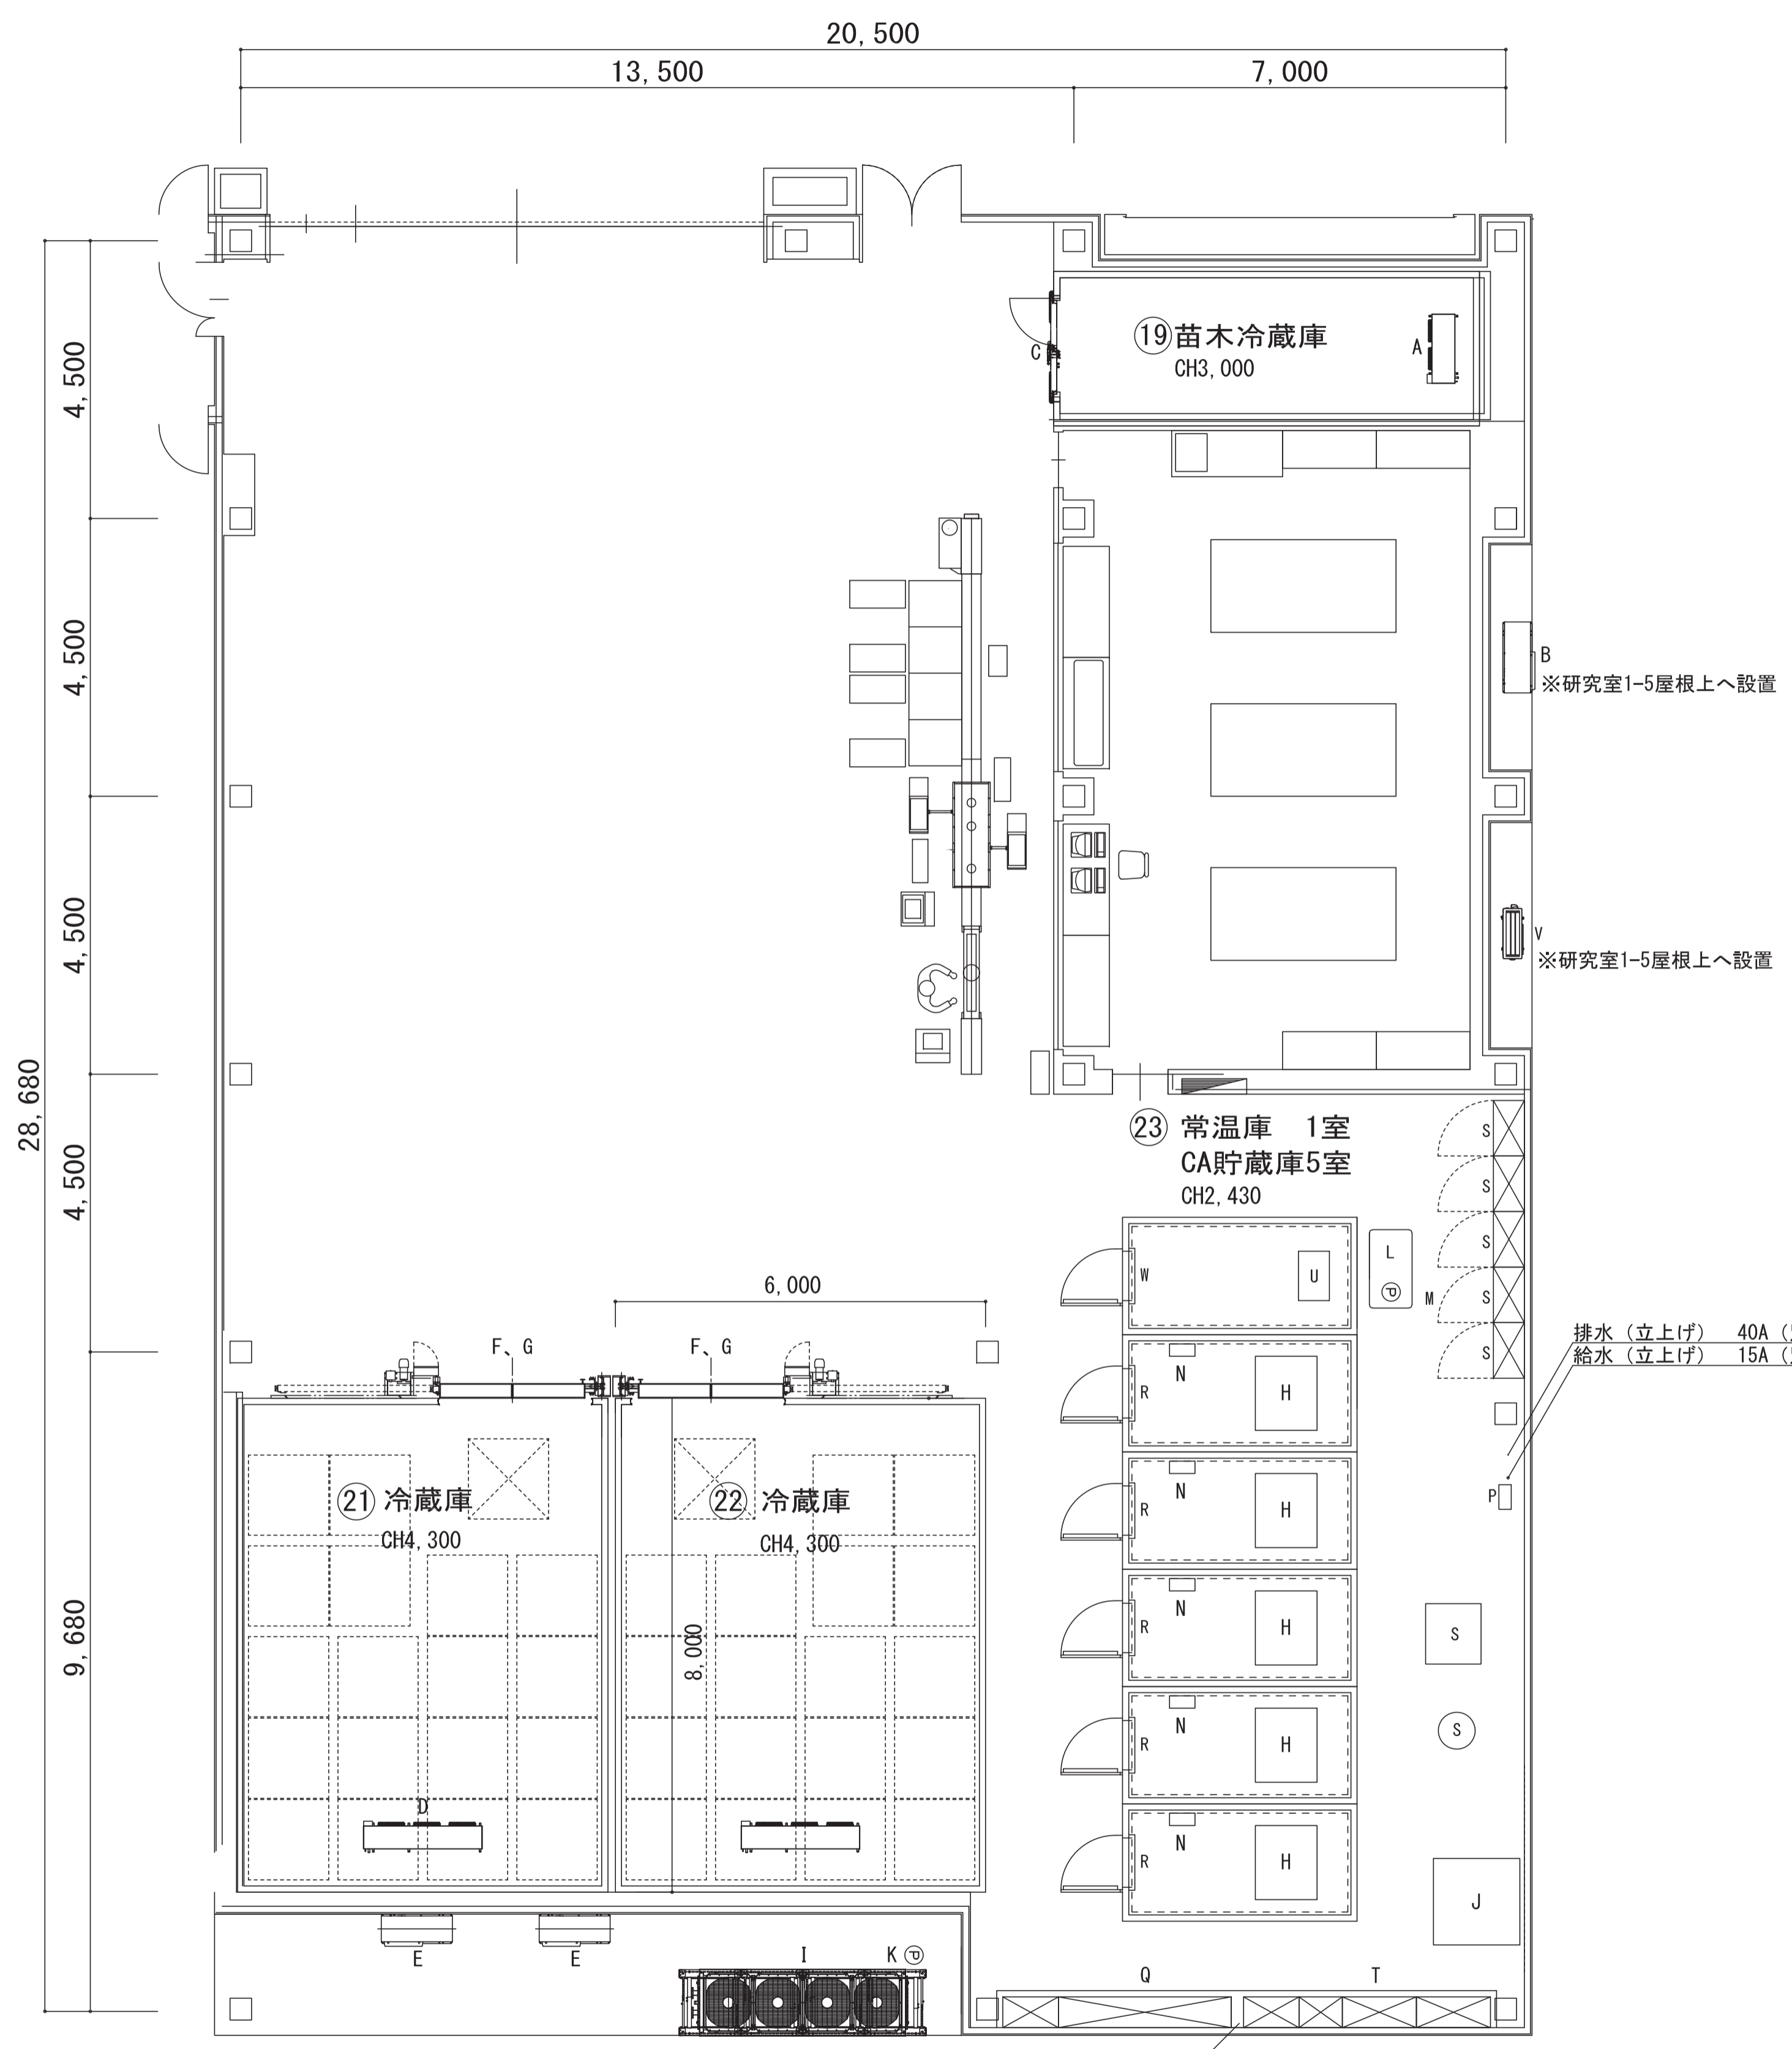 20,500
13,500
7,000
28,680
4,500
4,500
4,500
4,500
9,680
⑲苗木冷蔵庫
CH3,000
A
C
B
※研究室1-5屋根上へ設置
V
※研究室1-5屋根上へ設置
㉓ 常温庫 1室
CA貯蔵庫5室
CH2,430
S
S
S
S
S
L
P
M
W
U
排水（立上げ） 40A（
給水（立上げ） 15A（
6,000
F、G
F、G
R
N
H
R
N
H
R
N
H
R
N
H
R
N
H
P
㉑ 冷蔵庫
CH4,300
㉒ 冷蔵庫
CH4,300
8,000
D
S
S
J
E
E
I
K P
Q
T